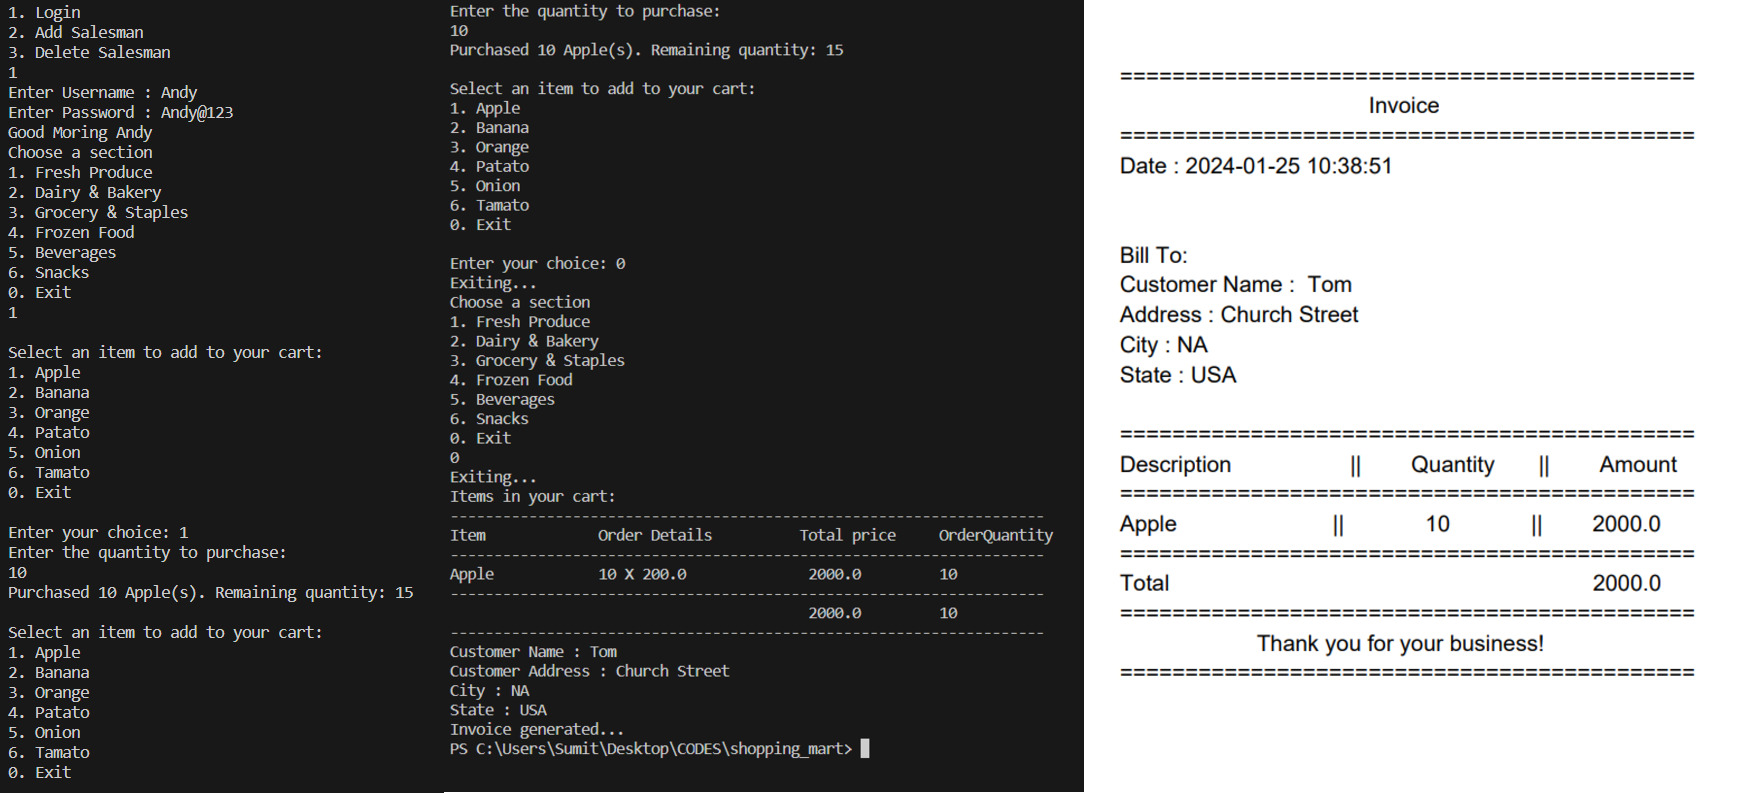 1. Login
2. Add Salesman
3. Delete Salesman
1
Enter Username : Andy
Enter Password : Andy@123
Good Moring Andy
Choose a section
1. Fresh Produce
2. Dairy & Bakery
3. Grocery & Staples
4. Frozen Food
5. Beverages
6. Snacks
0. Exit
1
Select an item to add to your cart:
1. Apple
2. Banana
3. Orange
4. Patato
5. Onion
6. Tamato
0. Exit
Enter your choice: 1
Enter the quantity to purchase:
10
Purchased 10 Apple(s). Remaining quantity: 15
Select an item to add to your cart:
1. Apple
2. Banana
3. Orange
4. Patato
5. Onion
6. Tamato
0. Exit
Enter the quantity to purchase:
10
Purchased 10 Apple(s). Remaining quantity: 15
Select an item to add to your cart:
1. Apple
2. Banana
3. Orange
4. Patato
5. Onion
6. Tamato
0. Exit
Enter your choice: 0
Exiting...
Choose a section
1. Fresh Produce
2. Dairy & Bakery
3. Grocery & Staples
4. Frozen Food
5. Beverages
6. Snacks
0. Exit
0
Exiting...
Items in your cart:
--------------------------------------------------------------------
Item Order Details Total price OrderQuantity
--------------------------------------------------------------------
Apple 10 X 200.0 2000.0 10
--------------------------------------------------------------------
2000.0 10
--------------------------------------------------------------------
Customer Name : Tom
Customer Address : Church Street
City : NA
State : USA
Invoice generated...
PS C:\Users\Sumit\Desktop\CODES\shopping_mart>
============================================
Invoice
============================================
Date : 2024-01-25 10:38:51
Bill To:
Customer Name : Tom
Address : Church Street
City : NA
State : USA
============================================
Description || Quantity || Amount
============================================
Apple || 10 || 2000.0
============================================
Total 2000.0
============================================
Thank you for your business!
============================================